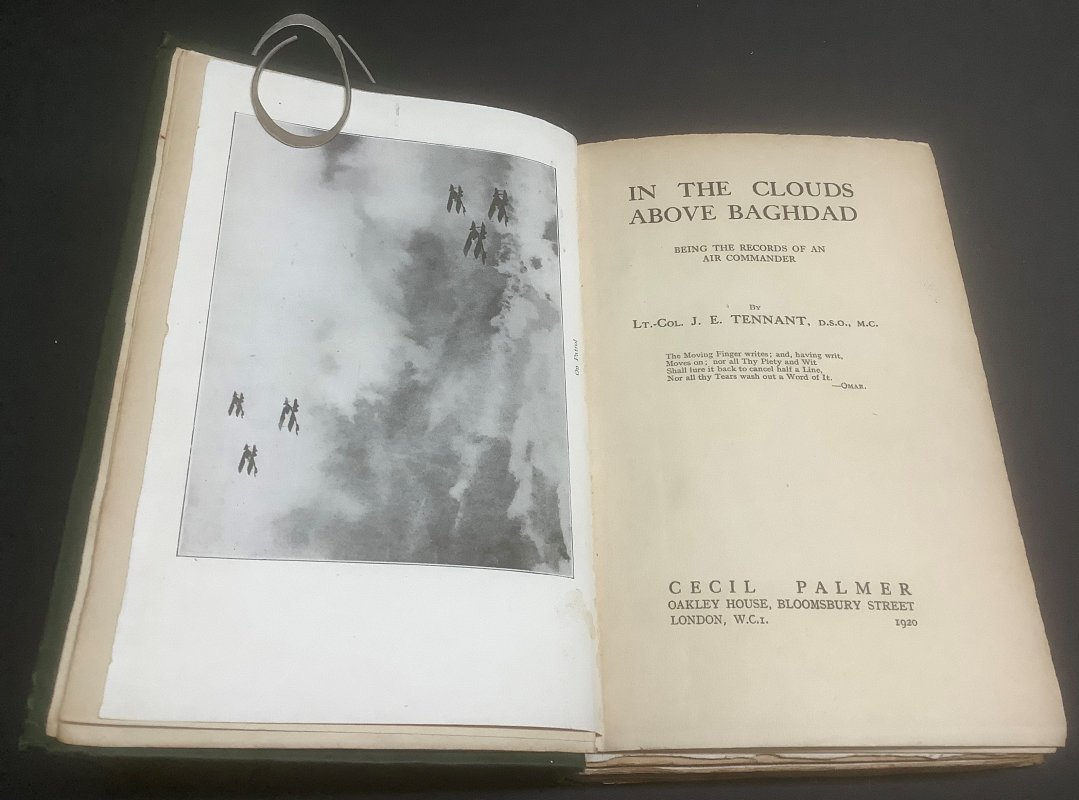 On Patrol
IN THE CLOUDS
ABOVE BAGHDAD
BEING THE RECORDS OF AN
AIR COMMANDER
BY
LT.-COL. J. E. TENNANT, D.S.O., M.C.
The Moving Finger writes; and, having writ,
Moves on; nor all Thy Piety and Wit
Shall lure it back to cancel half a Line,
Nor all thy Tears wash out a Word of It.
—OMAR.
CECIL PALMER
OAKLEY HOUSE, BLOOMSBURY STREET
LONDON, W.C.1. 1920